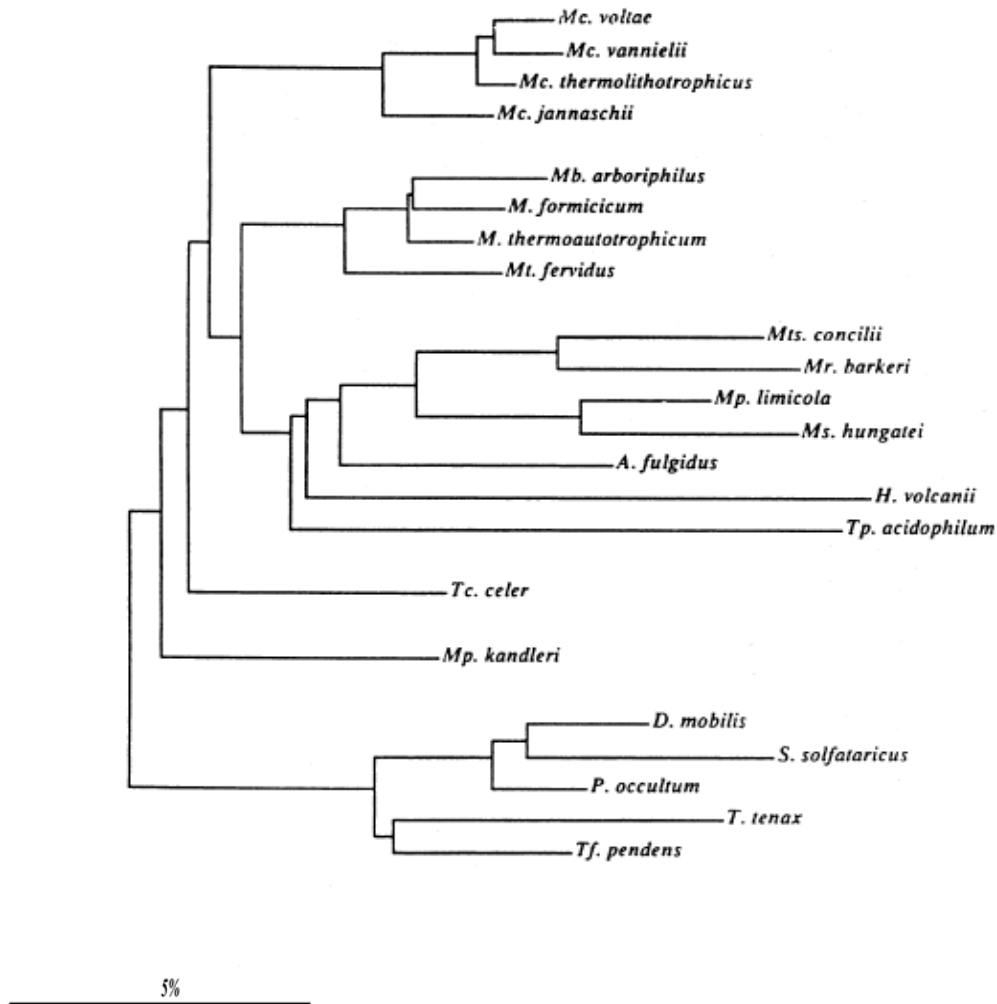 Mc. voltae
Mc. vannielii
Mc. thermolithotrophicus
Mc. jannaschii
Mb. arboriphilus
M. formicicum
M. thermoautotrophicum
Mt. fervidus
Mts. concilii
Mr. barkeri
Mp. limicola
Ms. hungatei
A. fulgidus
H. volcanii
Tp. acidophilum
Tc. celer
Mp. kandleri
D. mobilis
S. solfataricus
P. occultum
T. tenax
Tf. pendens
5%